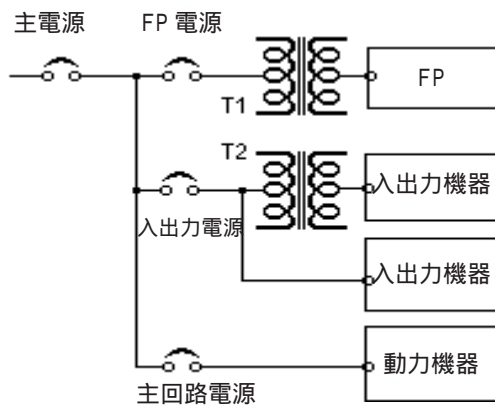 主電源
FP 電源
FP
T1
T2
入出力機器
入出力電源
入出力機器
動力機器
主回路電源